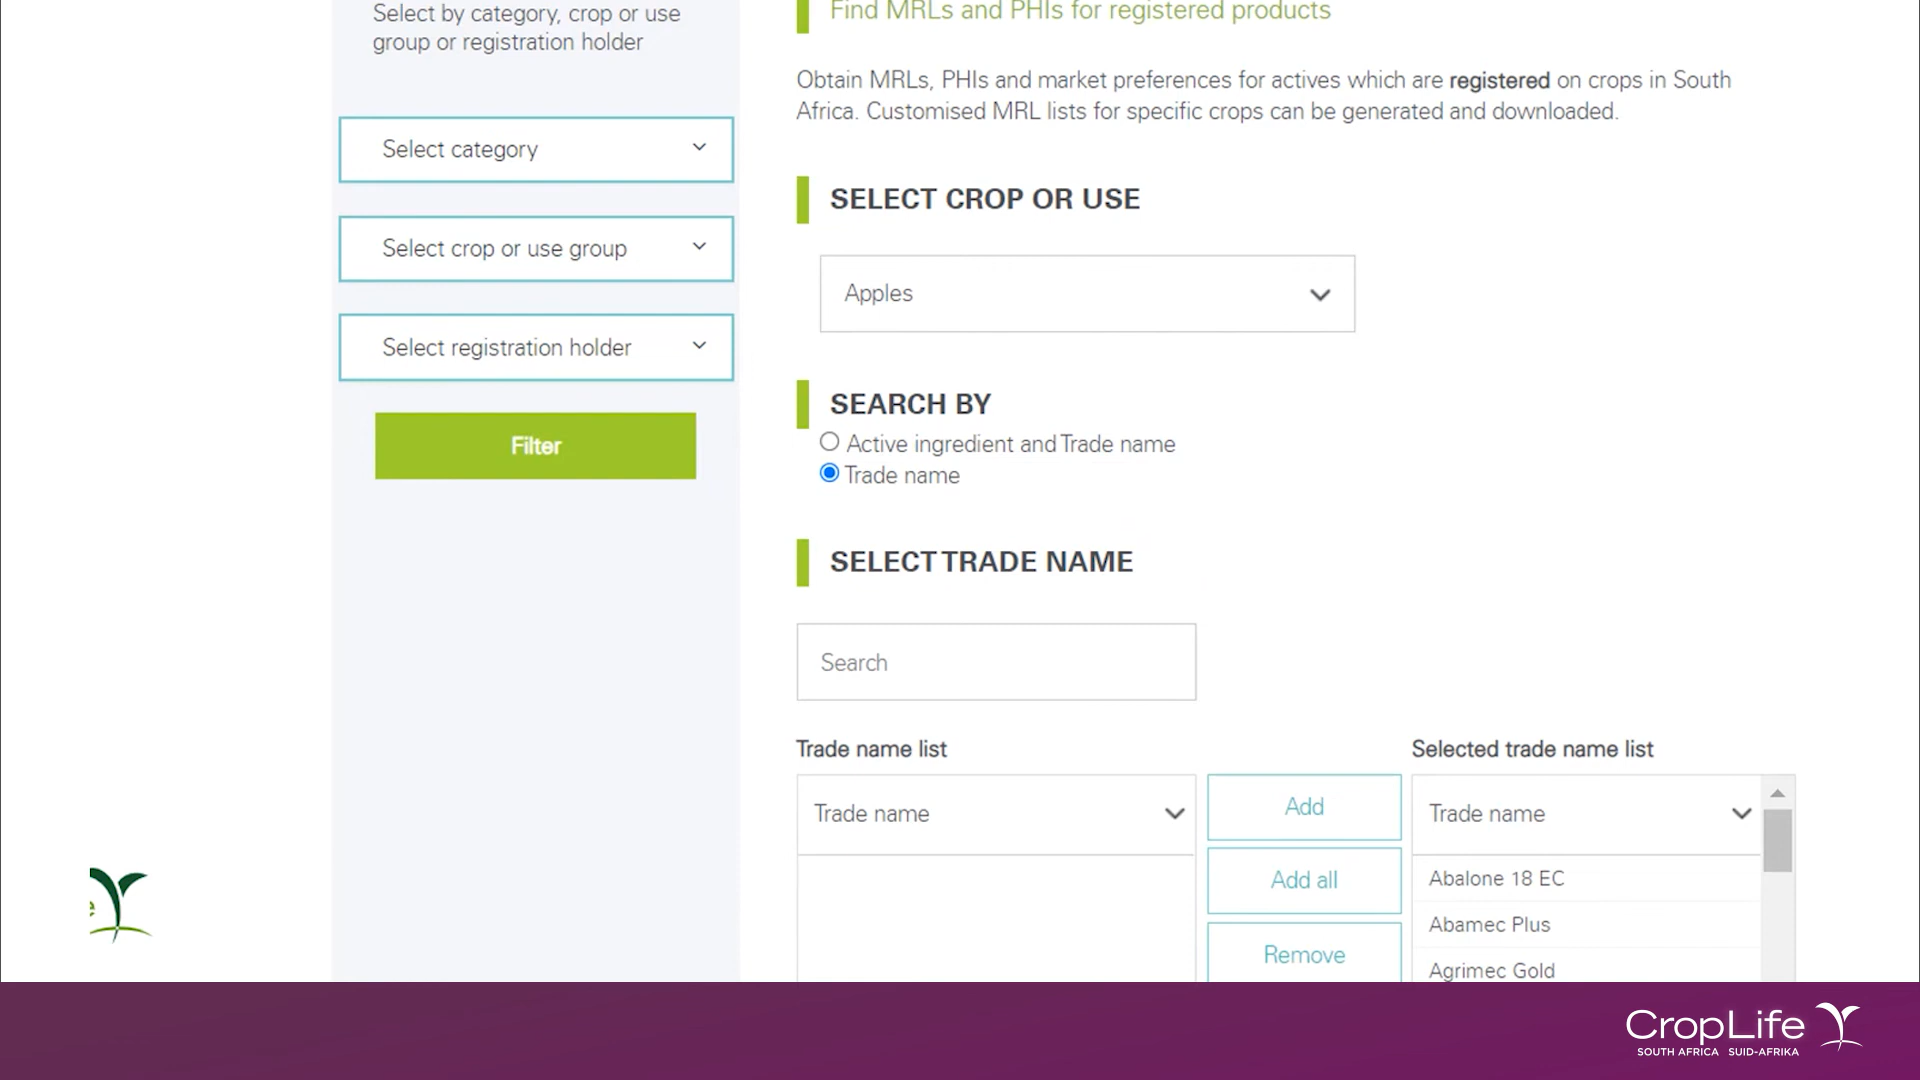 Select by category, crop or use
group or registration holder
Select category
Select crop or use group
Select registration holder
Filter
Find MRLs and PHIs for registered products
Obtain MRLs, PHIs and market preferences for actives which are registered on crops in South
Africa. Customised MRL lists for specific crops can be generated and downloaded.
SELECT CROP OR USE
Apples
SEARCH BY
Active ingredient and Trade name
Trade name
SELECT TRADE NAME
Search
Trade name list
Trade name
Add
Add all
Remove
Selected trade name list
Trade name
Abalone 18 EC
Abamec Plus
Agrimec Gold
e
CropLife
SOUTH AFRICA SUID-AFRIKA